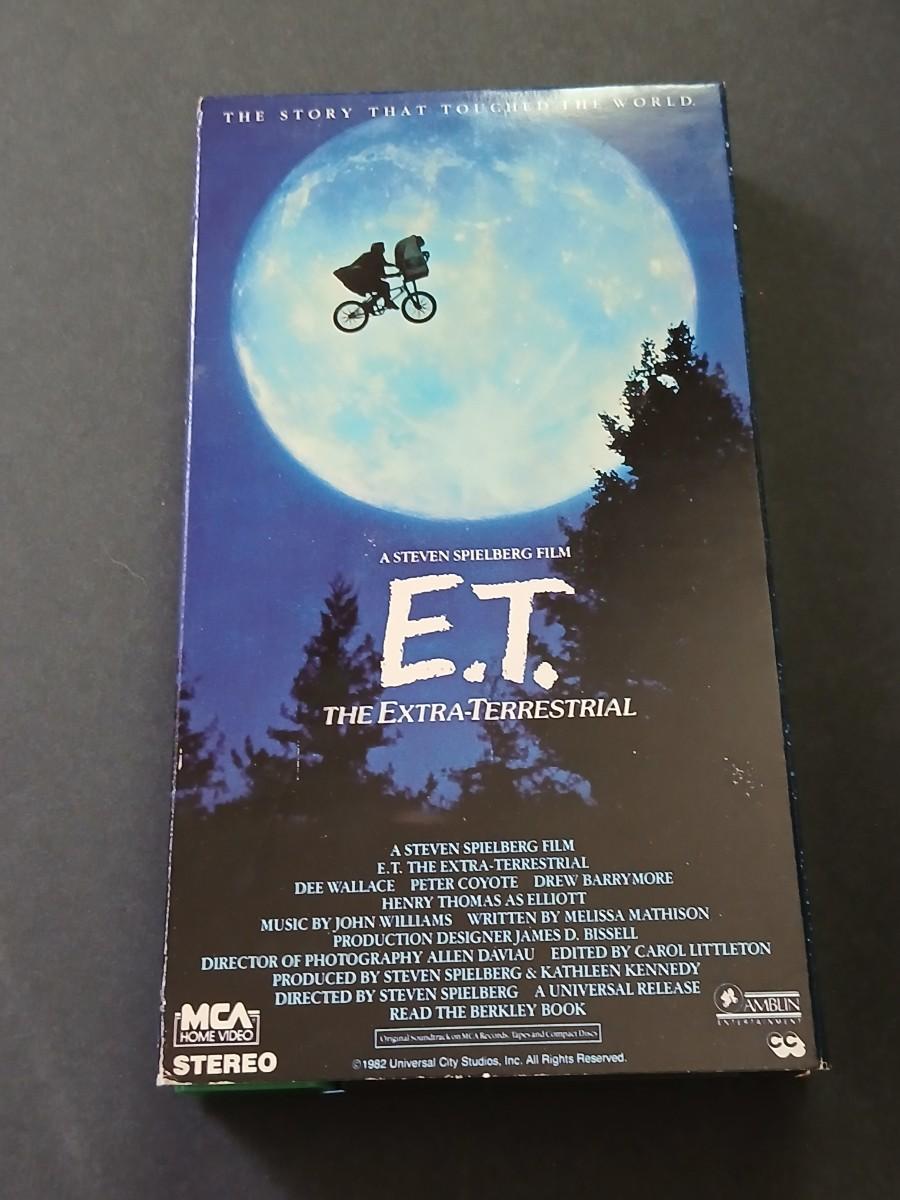 THE STORY THAT TOUCHED THE WORLD.
A STEVEN SPIELBERG FILM
E.T.
THE EXTRA-TERRESTRIAL
A STEVEN SPIELBERG FILM
E.T. THE EXTRA-TERRESTRIAL
DEE WALLACE PETER COYOTE DREW BARRYMORE
HENRY THOMAS AS ELLIOTT
MUSIC BY JOHN WILLIAMS WRITTEN BY MELISSA MATHISON
PRODUCTION DESIGNER JAMES D. BISSELL
DIRECTOR OF PHOTOGRAPHY ALLEN DAVIAU EDITED BY CAROL LITTLETON
PRODUCED BY STEVEN SPIELBERG & KATHLEEN KENNEDY
DIRECTED BY STEVEN SPIELBERG A UNIVERSAL RELEASE
READ THE BERKLEY BOOK
MCA
HOME VIDEO
STEREO
Original Soundtrack on MCA Records, Tapes and Compact Discs
©1982 Universal City Studios, Inc. All Rights Reserved.
AMBLIN
ENTERTAINMENT
CC